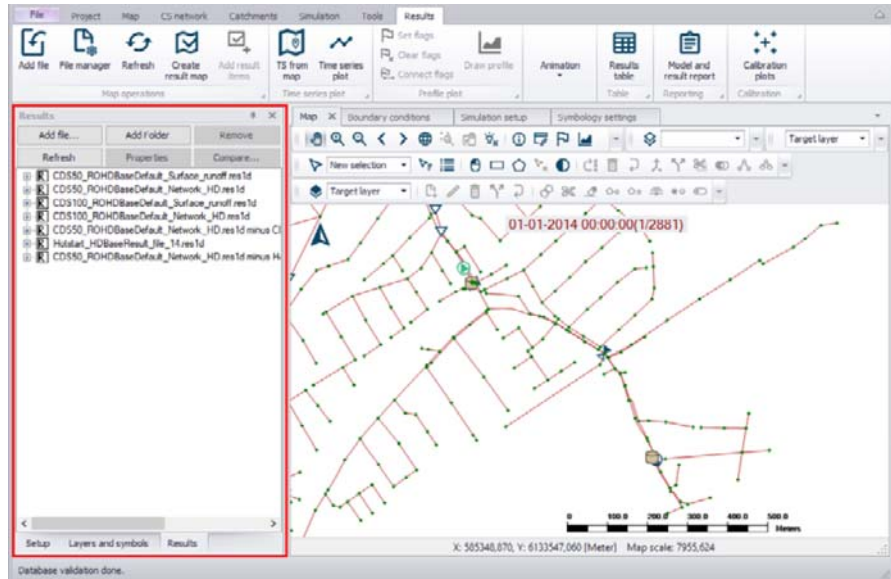 File Project Map CS network Catchments Simulation Tools Results
Add file File manager Refresh Create result map Add result items TS from map Time series plot Set flags Clear flags Connect flags Draw profile Animation Results table Model and result report Calibration plots
Map operations Time series plot Profile plot Table Reporting Calibration
Results
Map Boundary conditions Simulation setup Symbology settings
Add file... Add Folder Remove
Target layer
Refresh Properties Compare...
New selection
CDS50_ROHDBaseDefault_Surface_runoff.res1d
CDS50_ROHDBaseDefault_Network_HD.res1d
CDS100_ROHDBaseDefault_Surface_runoff.res1d
CDS100_ROHDBaseDefault_Network_HD.res1d
CDS50_ROHDBaseDefault_Network_HD.res1d minus C
Hotstart_HDBaseResult_file_14.res1d
CDS50_ROHDBaseDefault_Network_HD.res1d minus H
Target layer
01-01-2014 00:00:00(1/2881)
0 100.0 200.0 300.0 400.0 500.0
Meters
Setup Layers and symbols Results
X: 585348,870, Y: 6133547,060 [Meter] Map scale: 7955,624
Database validation done.